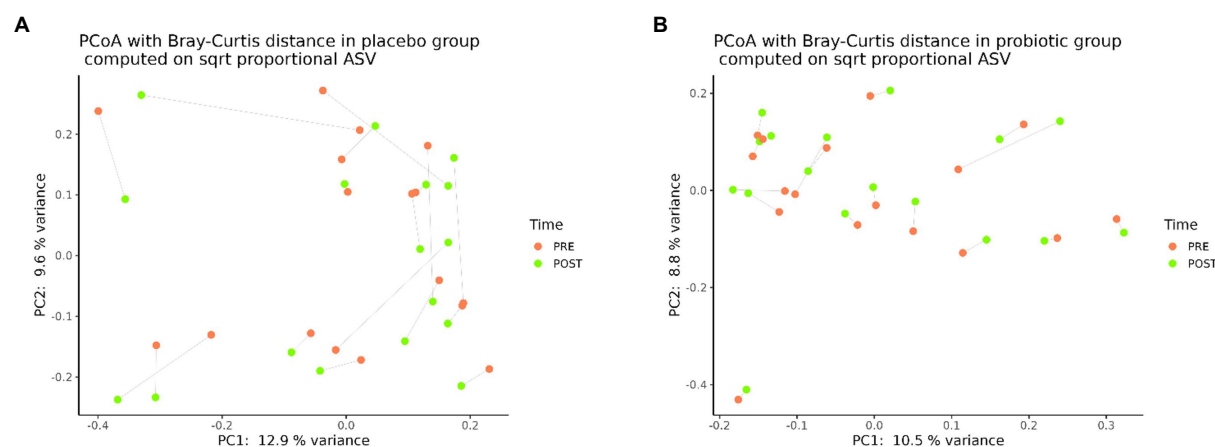 A
PCoA with Bray-Curtis distance in placebo group
computed on sqrt proportional ASV
0.2
0.1
0.0
-0.1
-0.2
-0.4
-0.2
0.0
0.2
PC2: 9.6 % variance
PC1: 12.9 % variance
Time
PRE
POST
B
PCoA with Bray-Curtis distance in probiotic group
computed on sqrt proportional ASV
0.2
0.0
-0.2
-0.4
-0.2
-0.1
0.0
0.1
0.2
0.3
PC2: 8.8 % variance
PC1: 10.5 % variance
Time
PRE
POST